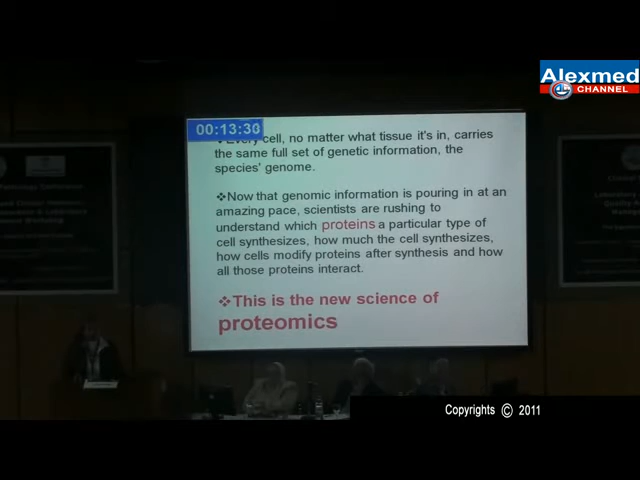 Alexmed
CHANNEL
00:13:30
❖Every cell, no matter what tissue it's in, carries
the same full set of genetic information, the
species' genome.
❖Now that genomic information is pouring in at an
amazing pace, scientists are rushing to
understand which proteins a particular type of
cell synthesizes, how much the cell synthesizes,
how cells modify proteins after synthesis and how
all those proteins interact.
❖This is the new science of
proteomics
Copyrights © 2011